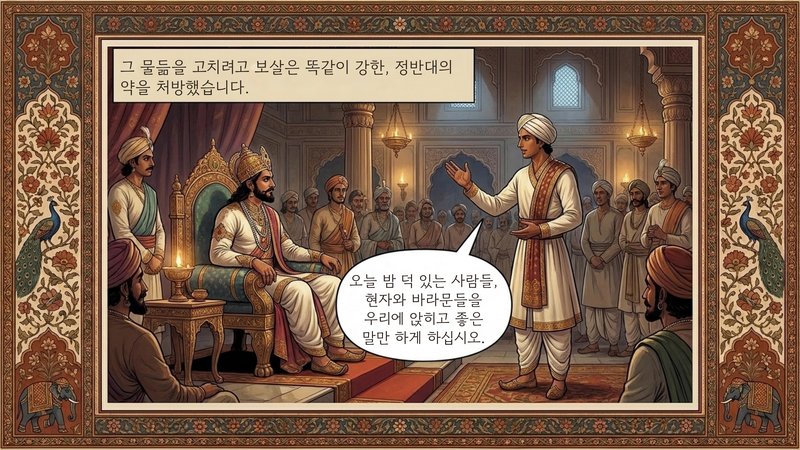 그 물듦을 고치려고 보살은 똑같이 강한, 정반대의
약을 처방했습니다.
오늘 밤 덕 있는 사람들,
현자와 바라문들을
우리에 앉히고 좋은
말만 하게 하십시오.